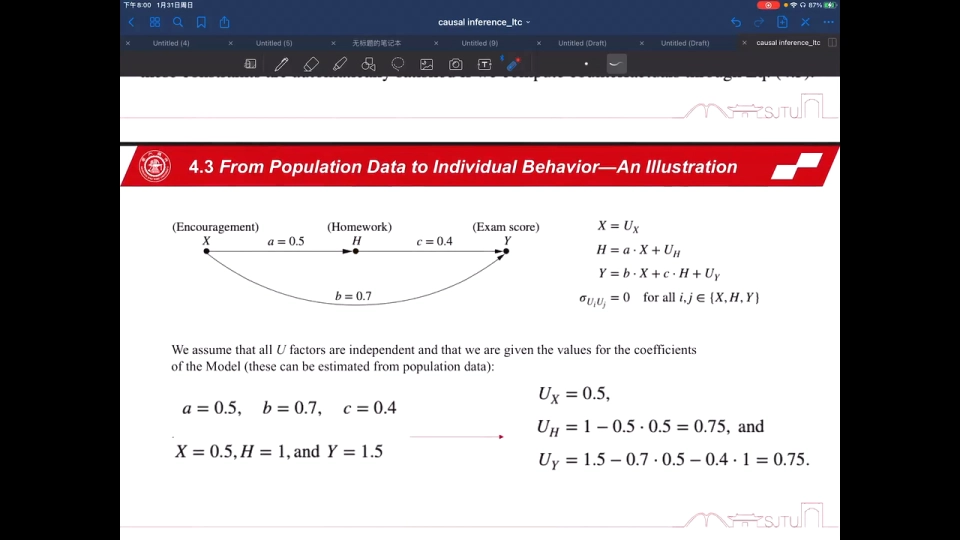 下午8:00 1月31日周日
87%
causal inference_ltc
Untitled (4)
Untitled (5)
无标题的笔记本
Untitled (9)
Untitled (Draft)
Untitled (Draft)
causal inference_ltc
SJTU
4.3 From Population Data to Individual Behavior—An Illustration
(Encouragement) (Homework) (Exam score)
X a = 0.5 H c = 0.4 Y
b = 0.7
X = U_X
H = a · X + U_H
Y = b · X + c · H + U_Y
σ_{U_iU_j} = 0 for all i, j ∈ {X, H, Y}
We assume that all U factors are independent and that we are given the values for the coefficients
of the Model (these can be estimated from population data):
a = 0.5, b = 0.7, c = 0.4
X = 0.5, H = 1, and Y = 1.5
U_X = 0.5,
U_H = 1 − 0.5 · 0.5 = 0.75, and
U_Y = 1.5 − 0.7 · 0.5 − 0.4 · 1 = 0.75.
SJTU